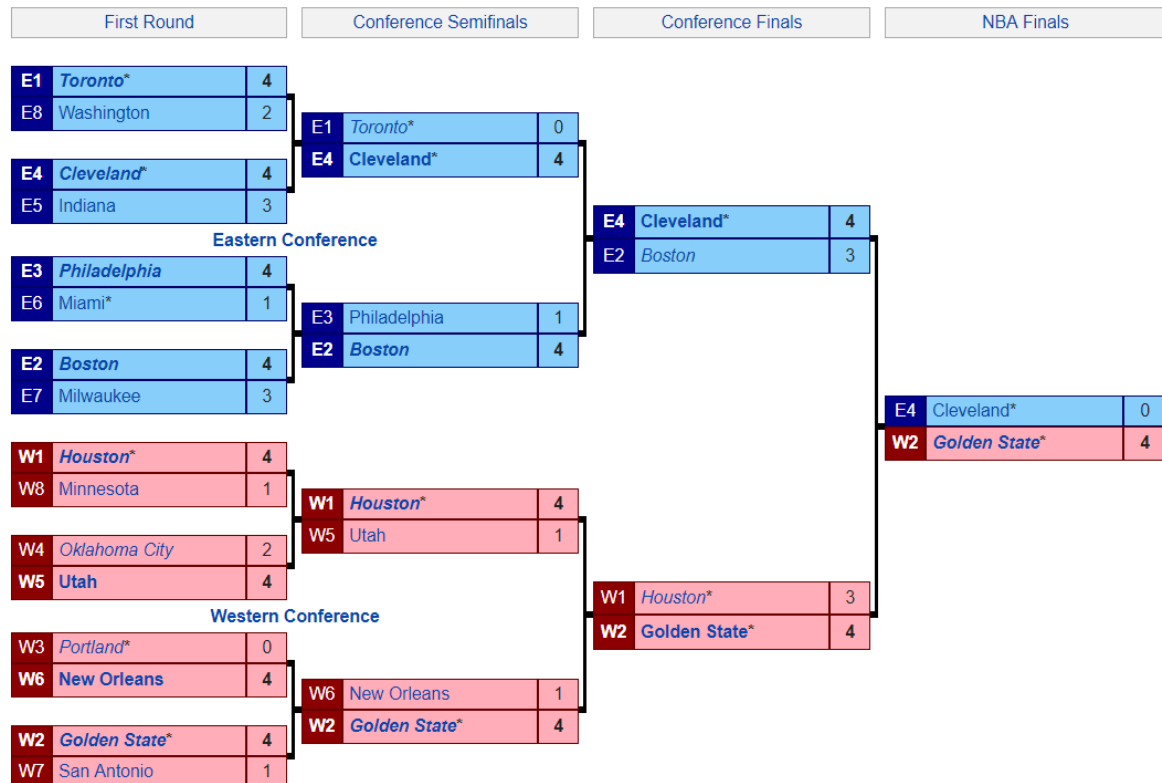 First Round Conference Semifinals Conference Finals NBA Finals
E1 Toronto* 4
E8 Washington 2
E4 Cleveland* 4
E5 Indiana 3
Eastern Conference
E3 Philadelphia 4
E6 Miami* 1
E2 Boston 4
E7 Milwaukee 3
W1 Houston* 4
W8 Minnesota 1
W4 Oklahoma City 2
W5 Utah 4
Western Conference
W3 Portland* 0
W6 New Orleans 4
W2 Golden State* 4
W7 San Antonio 1
E1 Toronto* 0
E4 Cleveland* 4
E3 Philadelphia 1
E2 Boston 4
W1 Houston* 4
W5 Utah 1
W6 New Orleans 1
W2 Golden State* 4
E4 Cleveland* 4
E2 Boston 3
W1 Houston* 3
W2 Golden State* 4
E4 Cleveland* 0
W2 Golden State* 4